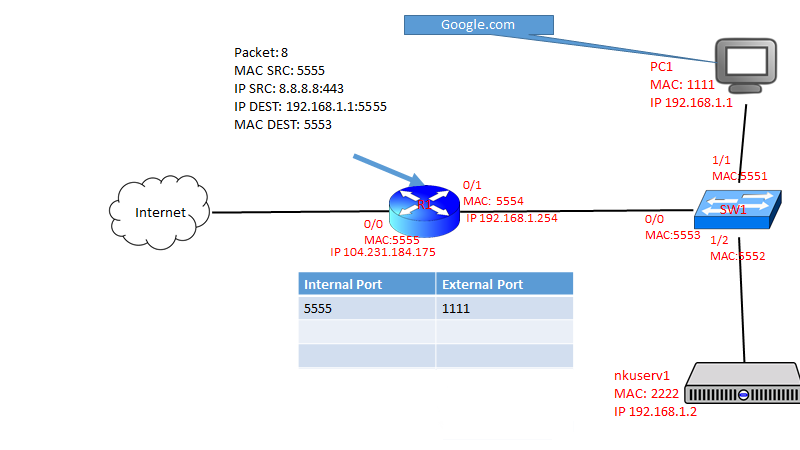 Google.com
Packet: 8
MAC SRC: 5555
IP SRC: 8.8.8.8:443
IP DEST: 192.168.1.1:5555
MAC DEST: 5553
PC1
MAC: 1111
IP 192.168.1.1
1/1
MAC:5551
Internet
R1
0/1
MAC: 5554
IP 192.168.1.254
0/0
MAC:5555
IP 104.231.184.175
SW1
0/0
MAC:5553
1/2
MAC:5552
Internal Port External Port
5555 1111
nkuserv1
MAC: 2222
IP 192.168.1.2